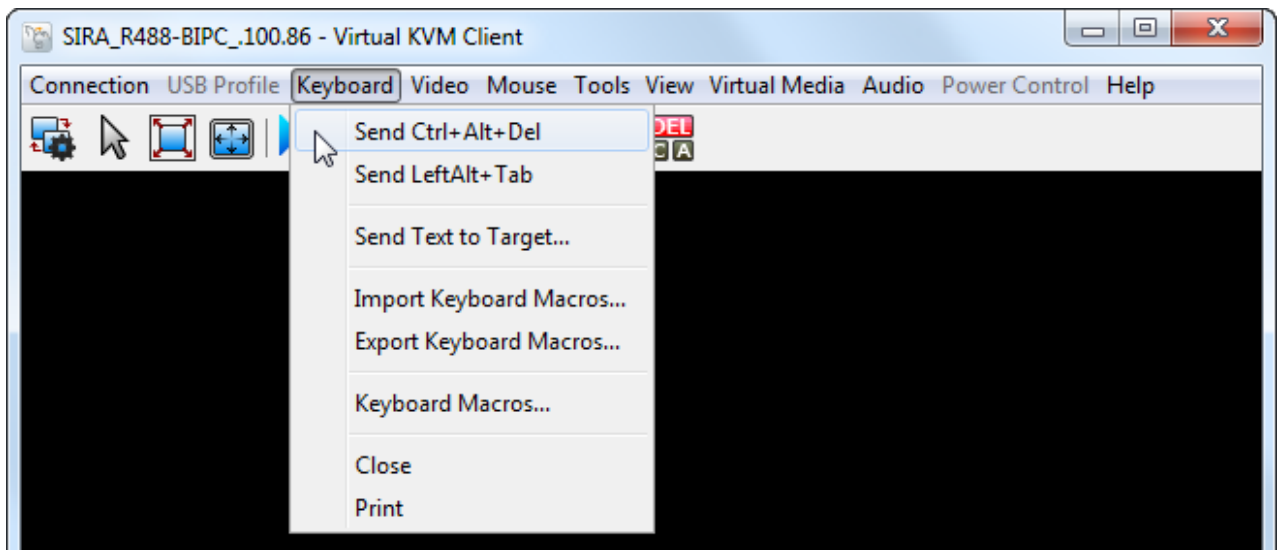 SIRA_R488-BIPC_.100.86 - Virtual KVM Client
Connection USB Profile Keyboard Video Mouse Tools View Virtual Media Audio Power Control Help
DEL
C A
Send Ctrl+Alt+Del
Send LeftAlt+Tab
Send Text to Target...
Import Keyboard Macros...
Export Keyboard Macros...
Keyboard Macros...
Close
Print